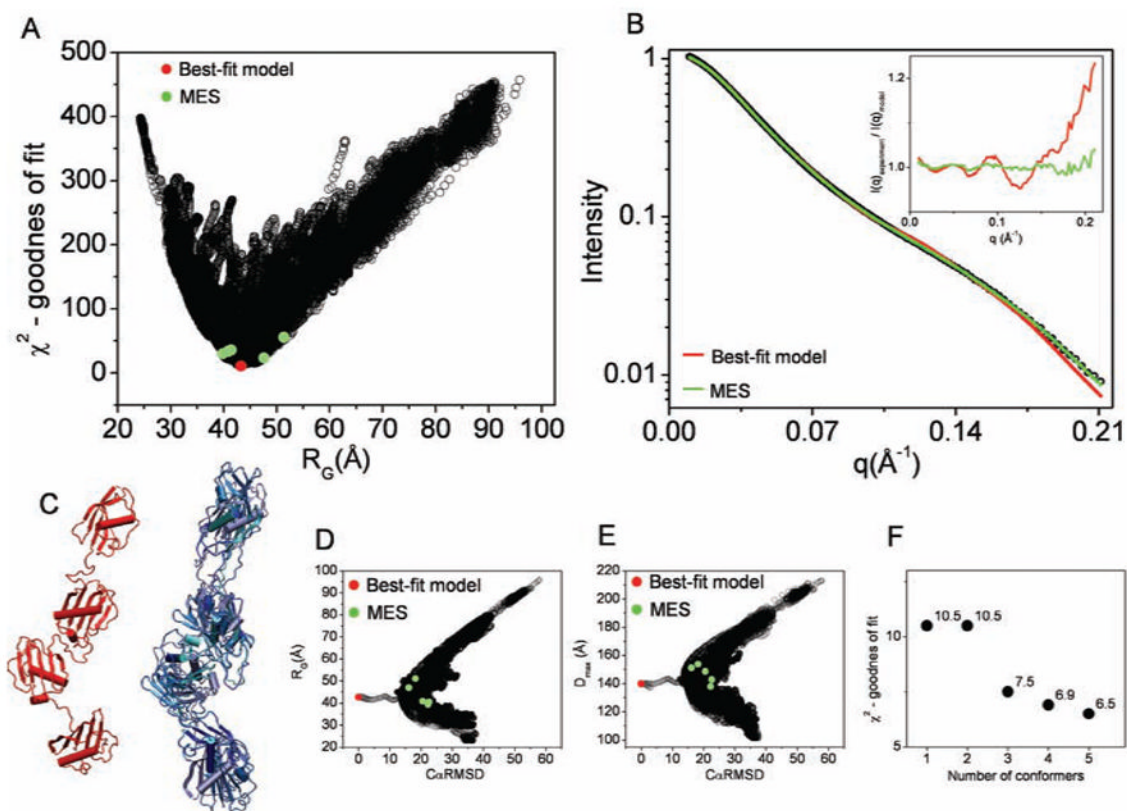 A
500
400
300
200
100
0
χ² - goodnes of fit
Best-fit model
MES
20 30 40 50 60 70 80 90 100
R_G(Å)
B
1
0.1
0.01
Intensity
Best-fit model
MES
0.00 0.07 0.14 0.21
q(Å⁻¹)
1.2
1.0
I(q)experiment / I(q)model
0.0 0.1 0.2
q (Å⁻¹)
C
D
100
90
80
70
60
50
40
30
20
R_G(Å)
Best-fit model
MES
0 10 20 30 40 50 60
CαRMSD
E
220
200
180
160
140
120
100
D_max(Å)
Best-fit model
MES
0 10 20 30 40 50 60
CαRMSD
F
10
5
χ² - goodness of fit
10.5
10.5
7.5
6.9
6.5
1 2 3 4 5
Number of conformers